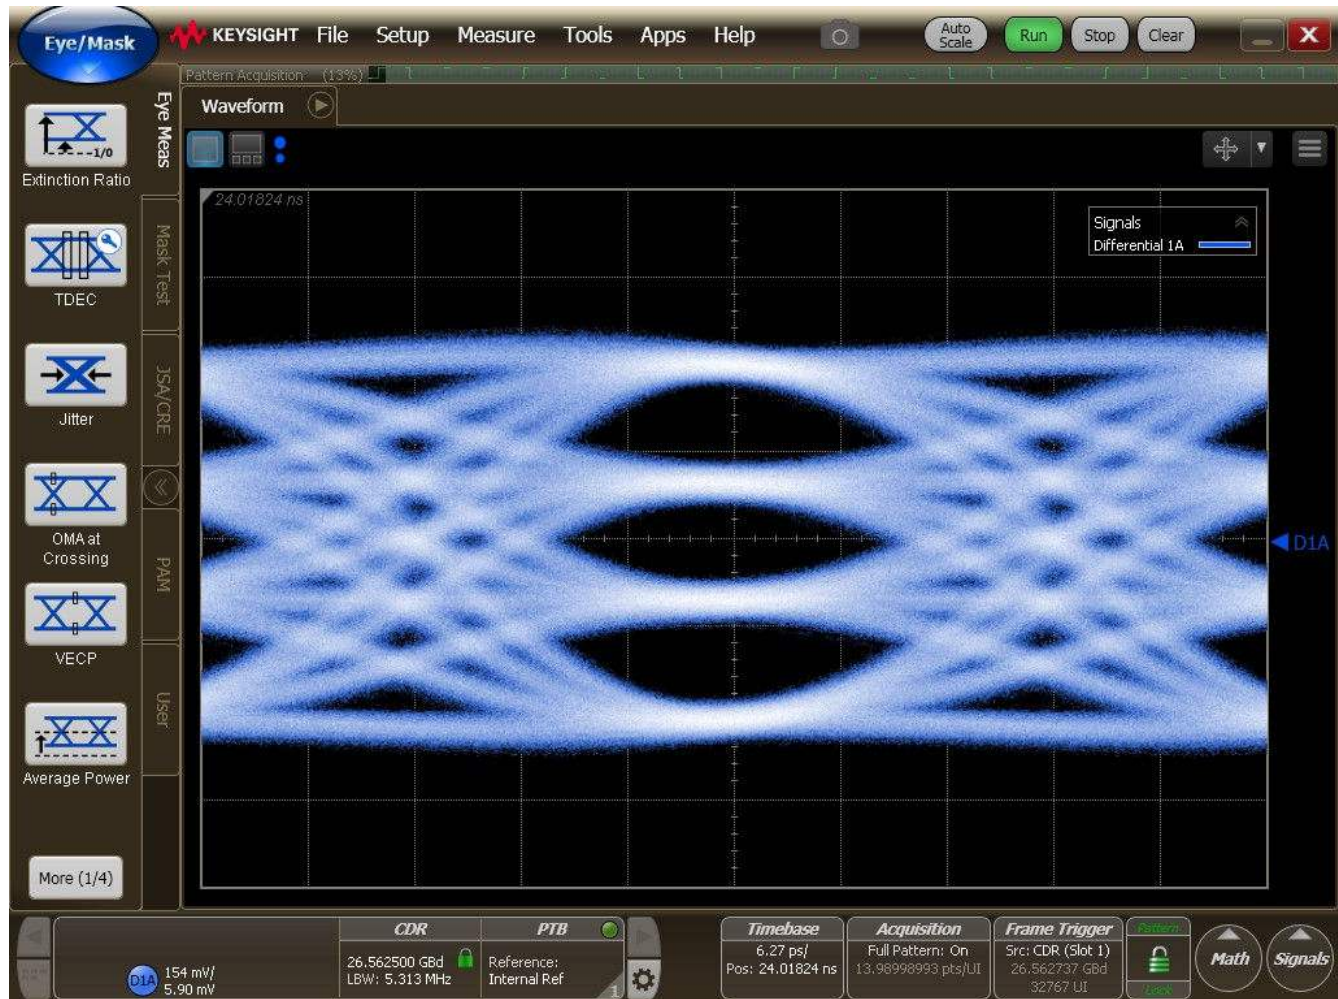 Eye/Mask
KEYSIGHT File Setup Measure Tools Apps Help
Auto Scale
Run
Stop
Clear
X
Pattern Acquisition (13%)
Waveform
Eye Meas
Mask Test
JSA/CRE
PAM
User
1/0
Extinction Ratio
TDEC
Jitter
OMA at
Crossing
VECP
Average Power
More (1/4)
24.01824 ns
Signals
Differential 1A
D1A
D1A
154 mV/
5.90 mV
CDR
26.562500 GBd
LBW: 5.313 MHz
PTB
Reference:
Internal Ref
1
Timebase
6.27 ps/
Pos: 24.01824 ns
Acquisition
Full Pattern: On
13.98998993 pts/UI
Frame Trigger
Src: CDR (Slot 1)
26.562737 GBd
32767 UI
Pattern
Lock
Math
Signals